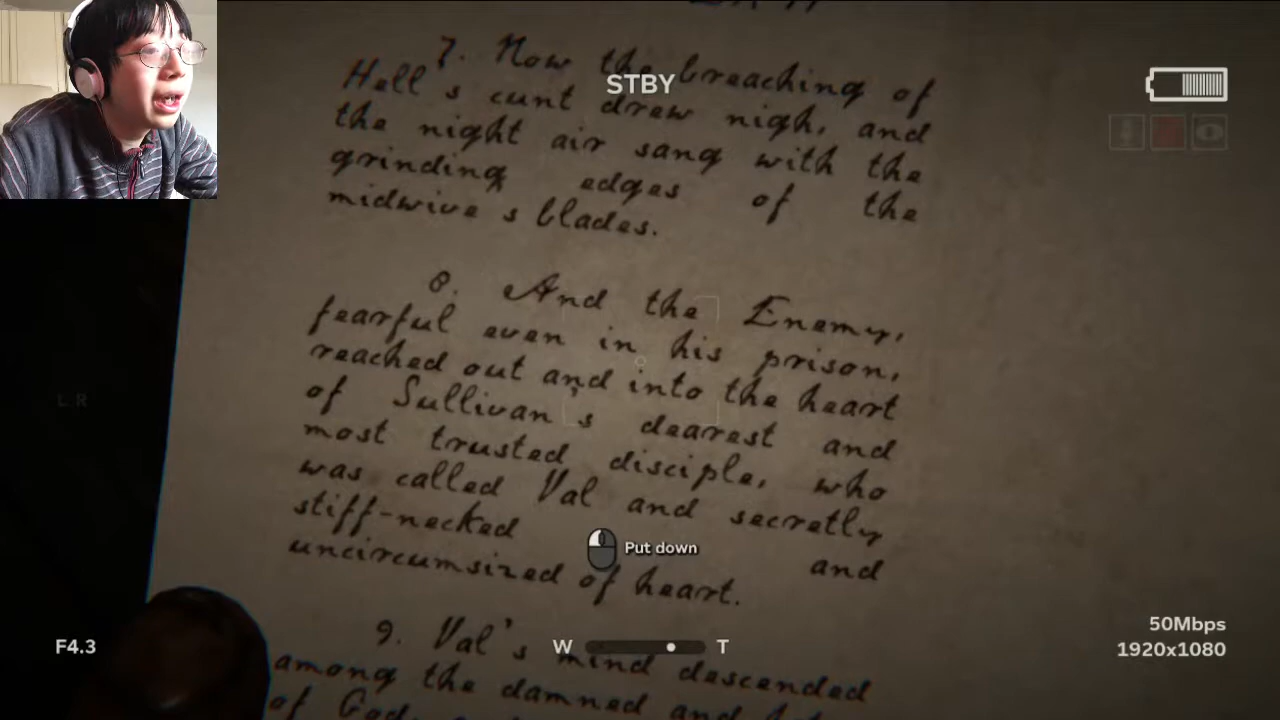 7. Now the breaching of
Hell s cunt drew nigh, and
the night air sang with the
grinding edges of the
midwive s blades.
8. And the Enemy,
fearful even in his prison,
reached out and into the heart
of Sullivan's dearest and
most trusted disciple, who
was called Val and secretly
stiff-necked and
uncircumsized of heart.
9. Val's mind descended
among the damned and
of God
STBY
L R
Put down
F4.3
W T
50Mbps
1920x1080